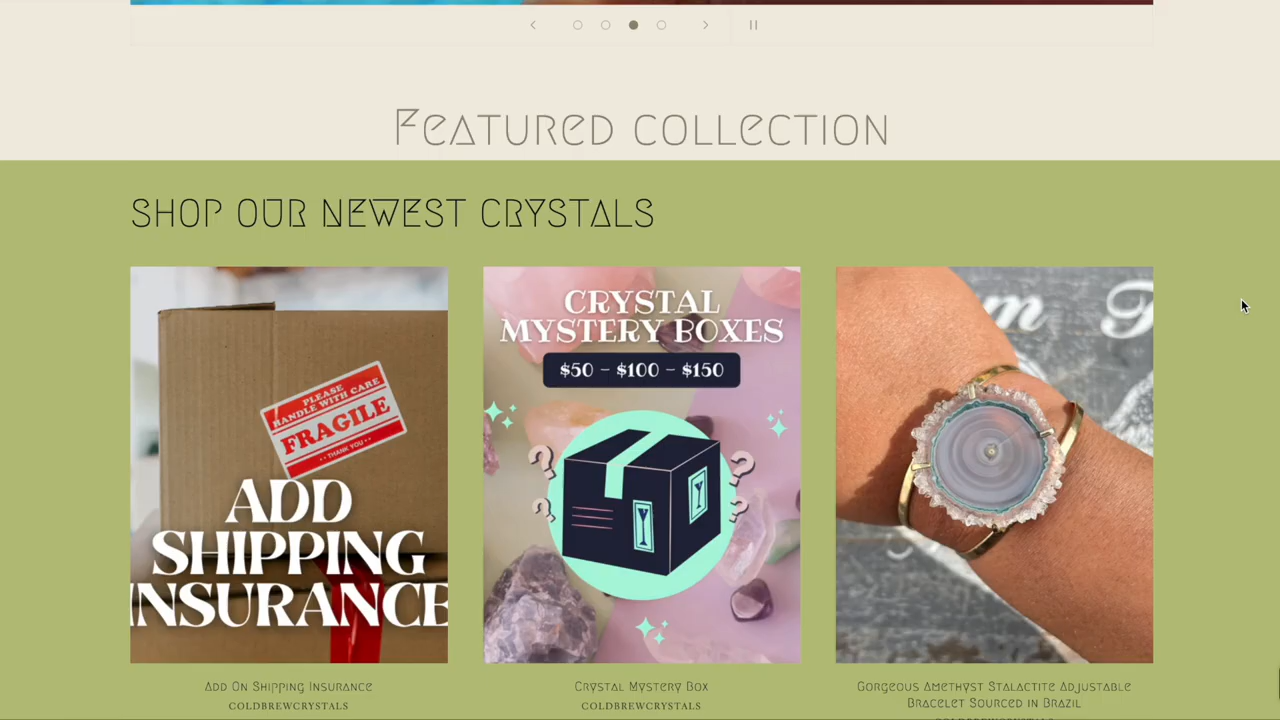 Featured collection
SHOP OUR NEWEST CRYSTALS
PLEASE
HANDLE WITH CARE
FRAGILE
THANK YOU
ADD
SHIPPING
INSURANCE
CRYSTAL
MYSTERY BOXES
$50 - $100 - $150
Add On Shipping Insurance
COLDBREWCRYSTALS
Crystal Mystery Box
COLDBREWCRYSTALS
Gorgeous Amethyst Stalactite Adjustable
Bracelet Sourced in Brazil